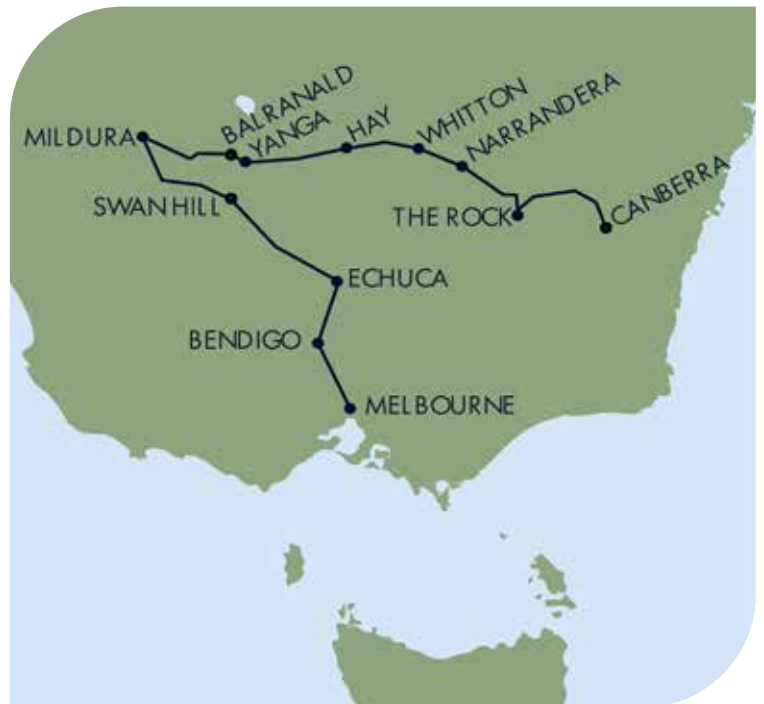 BALRANALD
YANGA
HAY
WHITTON
NARRANDERA
MILDURA
SWAN HILL
THE ROCK
CANBERRA
ECHUCA
BENDIGO
MELBOURNE